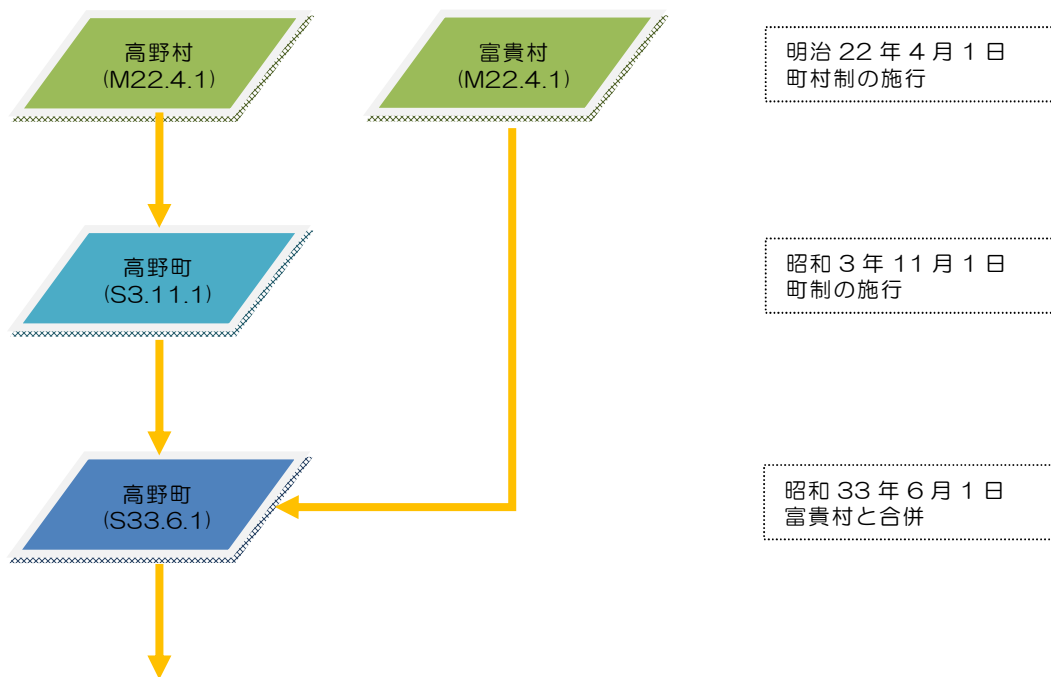 高野村
(M22.4.1)
富貴村
(M22.4.1)
明治 22 年 4 月 1 日
町村制の施行
高野町
(S3.11.1)
昭和 3 年 11 月 1 日
町制の施行
高野町
(S33.6.1)
昭和 33 年 6 月 1 日
富貴村と合併